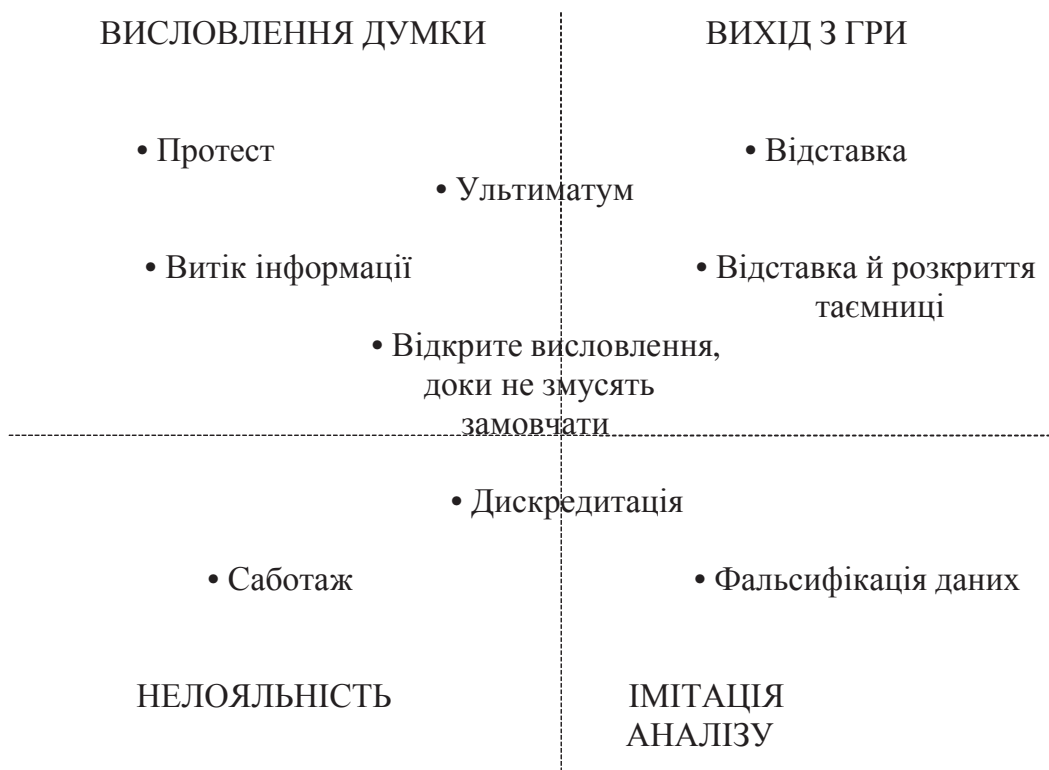 ВИСЛОВЛЕННЯ ДУМКИ
ВИХІД З ГРИ
• Протест
• Відставка
• Ультиматум
• Витік інформації
• Відставка й розкриття
таємниці
• Відкрите висловлення,
доки не змусять
замовчати
• Дискредитація
• Саботаж
• Фальсифікація даних
НЕЛОЯЛЬНІСТЬ
ІМІТАЦІЯ
АНАЛІЗУ